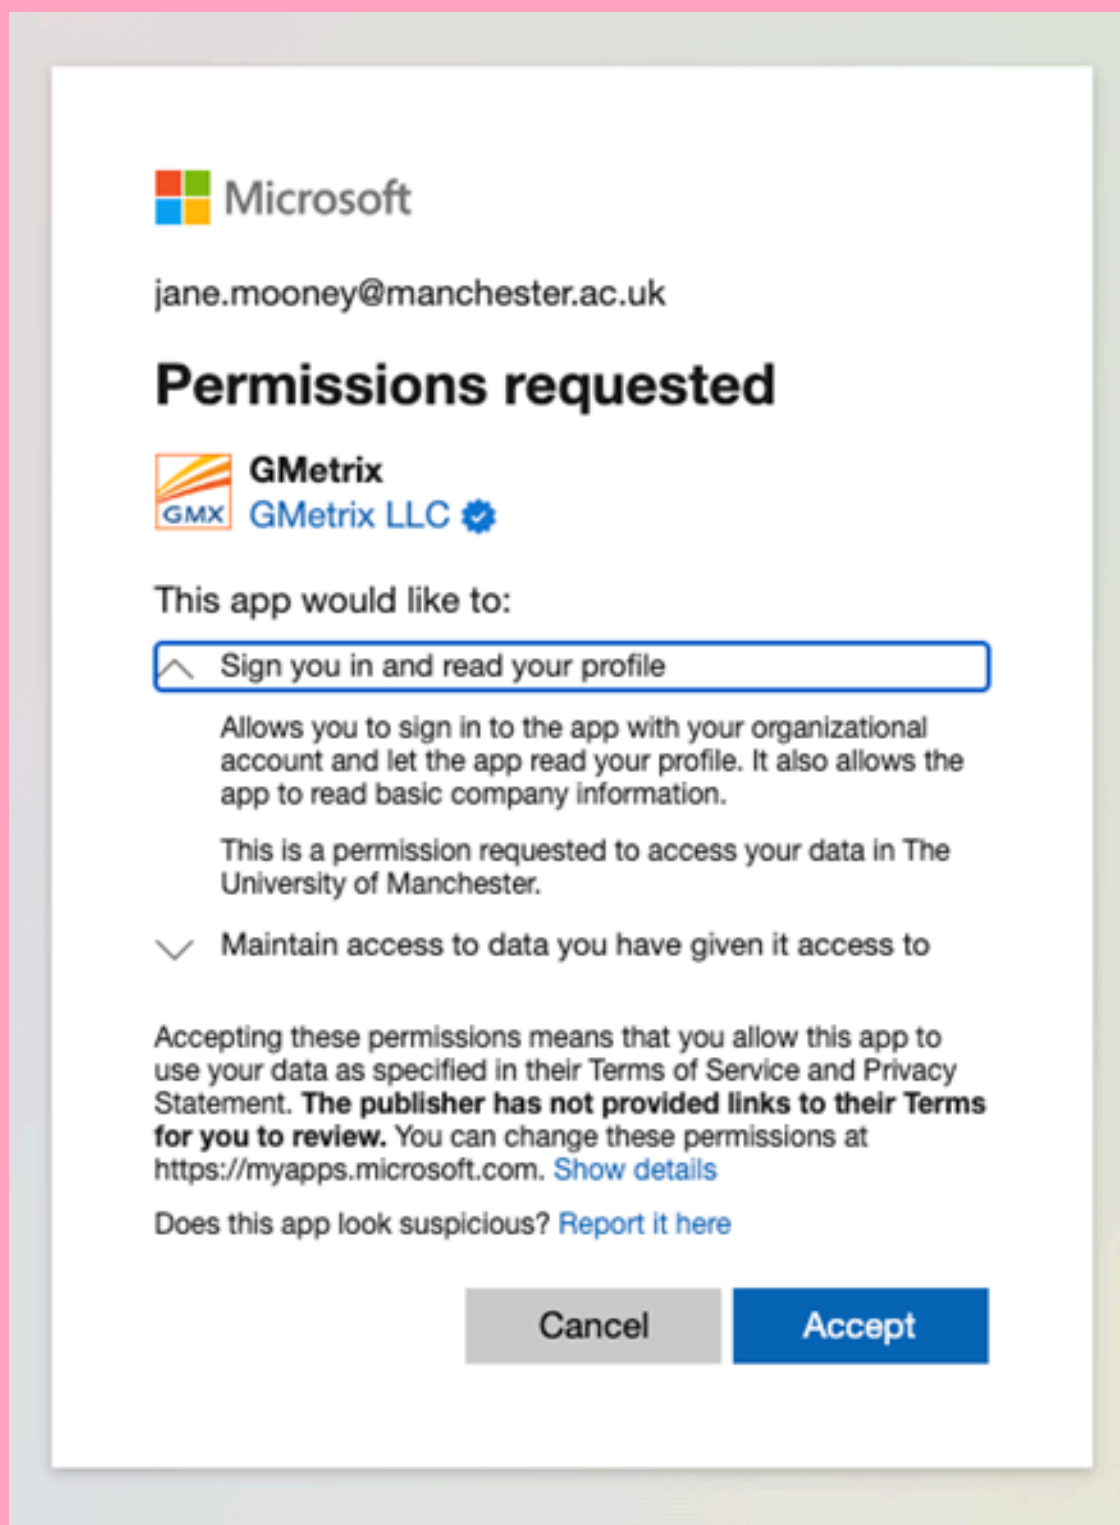 Microsoft
jane.mooney@manchester.ac.uk
Permissions requested
GMetrix
GMX
GMetrix LLC
This app would like to:
Sign you in and read your profile
Allows you to sign in to the app with your organizational
account and let the app read your profile. It also allows the
app to read basic company information.
This is a permission requested to access your data in The
University of Manchester.
Maintain access to data you have given it access to
Accepting these permissions means that you allow this app to
use your data as specified in their Terms of Service and Privacy
Statement. The publisher has not provided links to their Terms
for you to review. You can change these permissions at
https://myapps.microsoft.com. Show details
Does this app look suspicious? Report it here
Cancel Accept